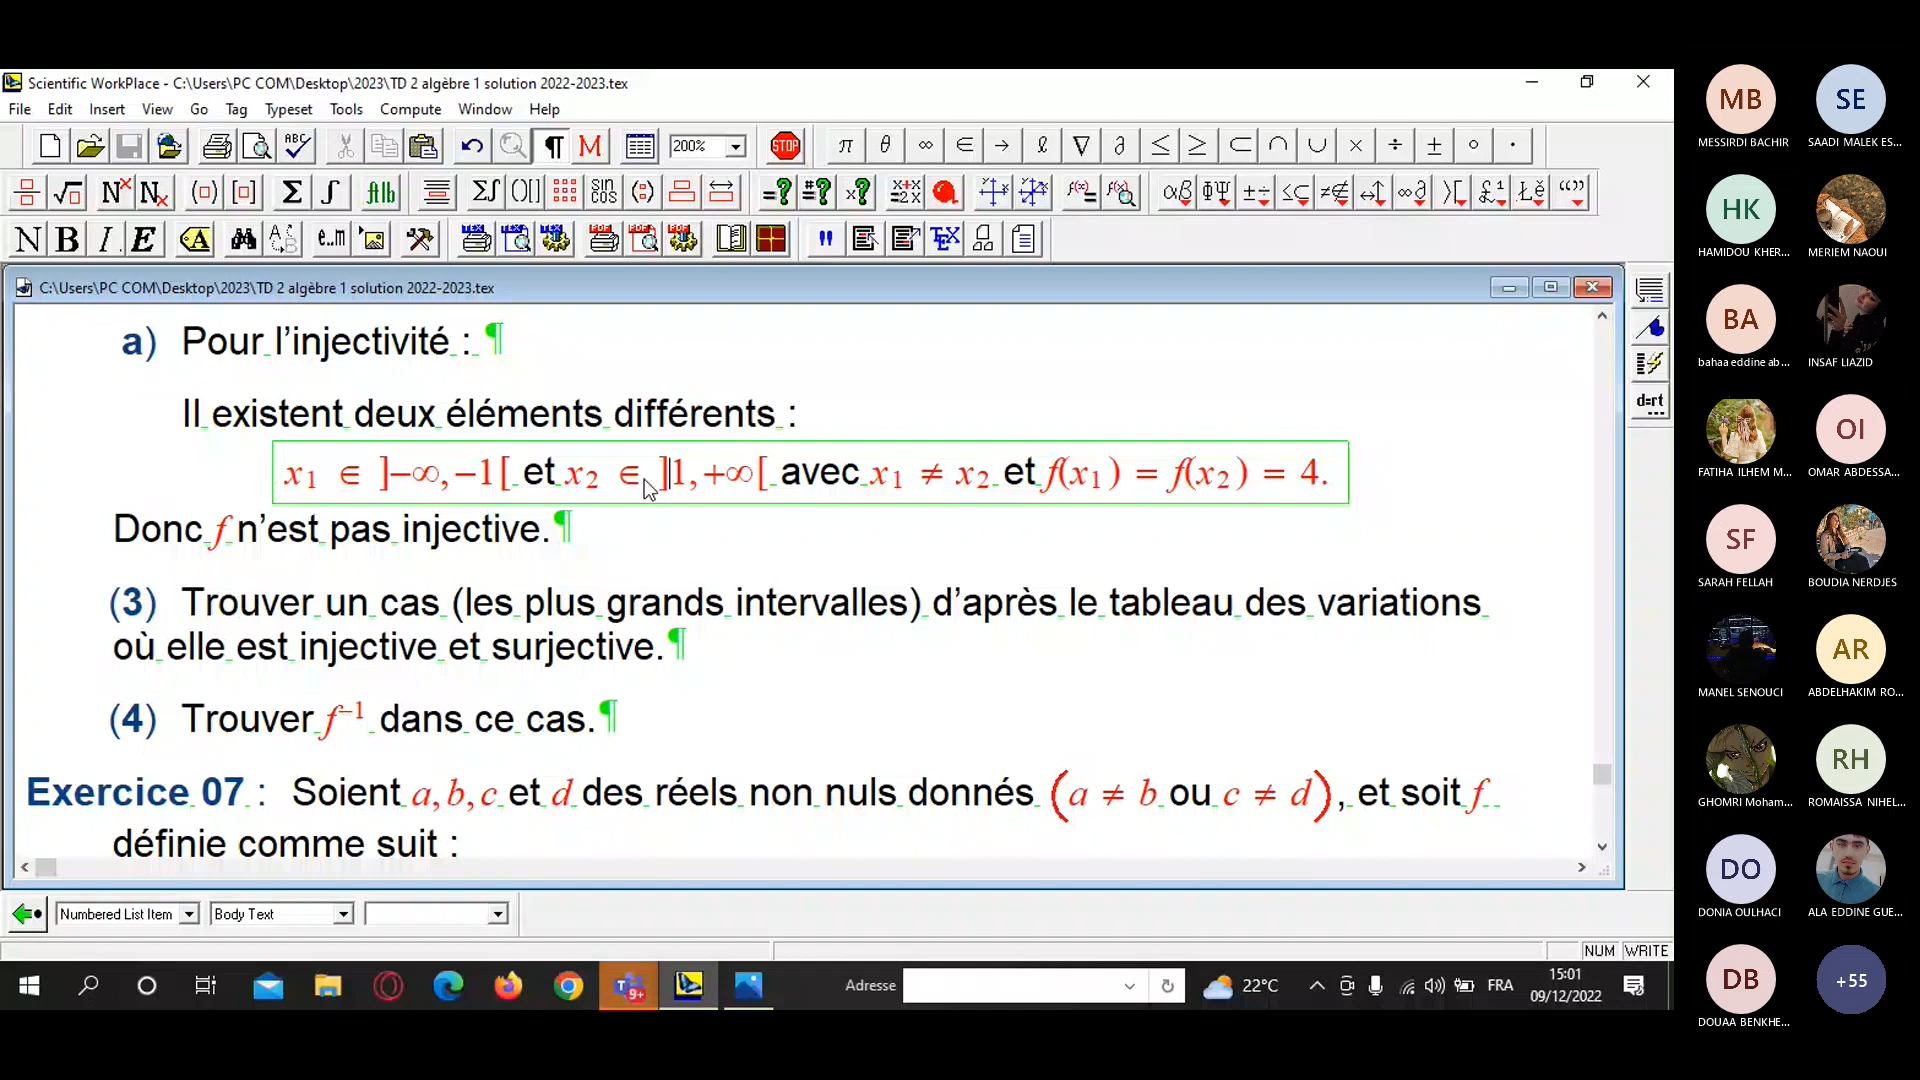 Scientific WorkPlace - C:\Users\PC COM\Desktop\2023\TD 2 algèbre 1 solution 2022-2023.tex
File Edit Insert View Go Tag Typeset Tools Compute Window Help
200%
STOP
C:\Users\PC COM\Desktop\2023\TD 2 algèbre 1 solution 2022-2023.tex
a) Pour l’injectivité : ¶
Il existent deux éléments différents :
x₁ ∈ ]−∞,−1[ et x₂ ∈ ]1,+∞[ avec x₁ ≠ x₂ et f(x₁) = f(x₂) = 4.
Donc f n’est pas injective.¶
(3) Trouver un cas (les plus grands intervalles) d’après le tableau des variations
où elle est injective et surjective.¶
(4) Trouver f⁻¹ dans ce cas.¶
Exercice 07 : Soient a, b, c et d des réels non nuls donnés (a ≠ b ou c ≠ d), et soit f
définie comme suit :
Numbered List Item Body Text
NUM WRITE
Adresse
22°C
FRA
15:01
09/12/2022
MB SE
MESSIRDI BACHIR SAADI MALEK ES...
HK
HAMIDOU KHER... MERIEM NAOUI
BA
bahaa eddine ab... INSAF LIAZID
OI
FATIHA ILHEM M... OMAR ABDESSA...
SF
SARAH FELLAH BOUDIA NERDJES
AR
MANEL SENOUCI ABDELHAKIM RO...
RH
GHOMRI Moham... ROMAISSA NIHEL...
DO
DONIA OULHACI ALA EDDINE GUE...
DB +55
DOUAA BENKHE...